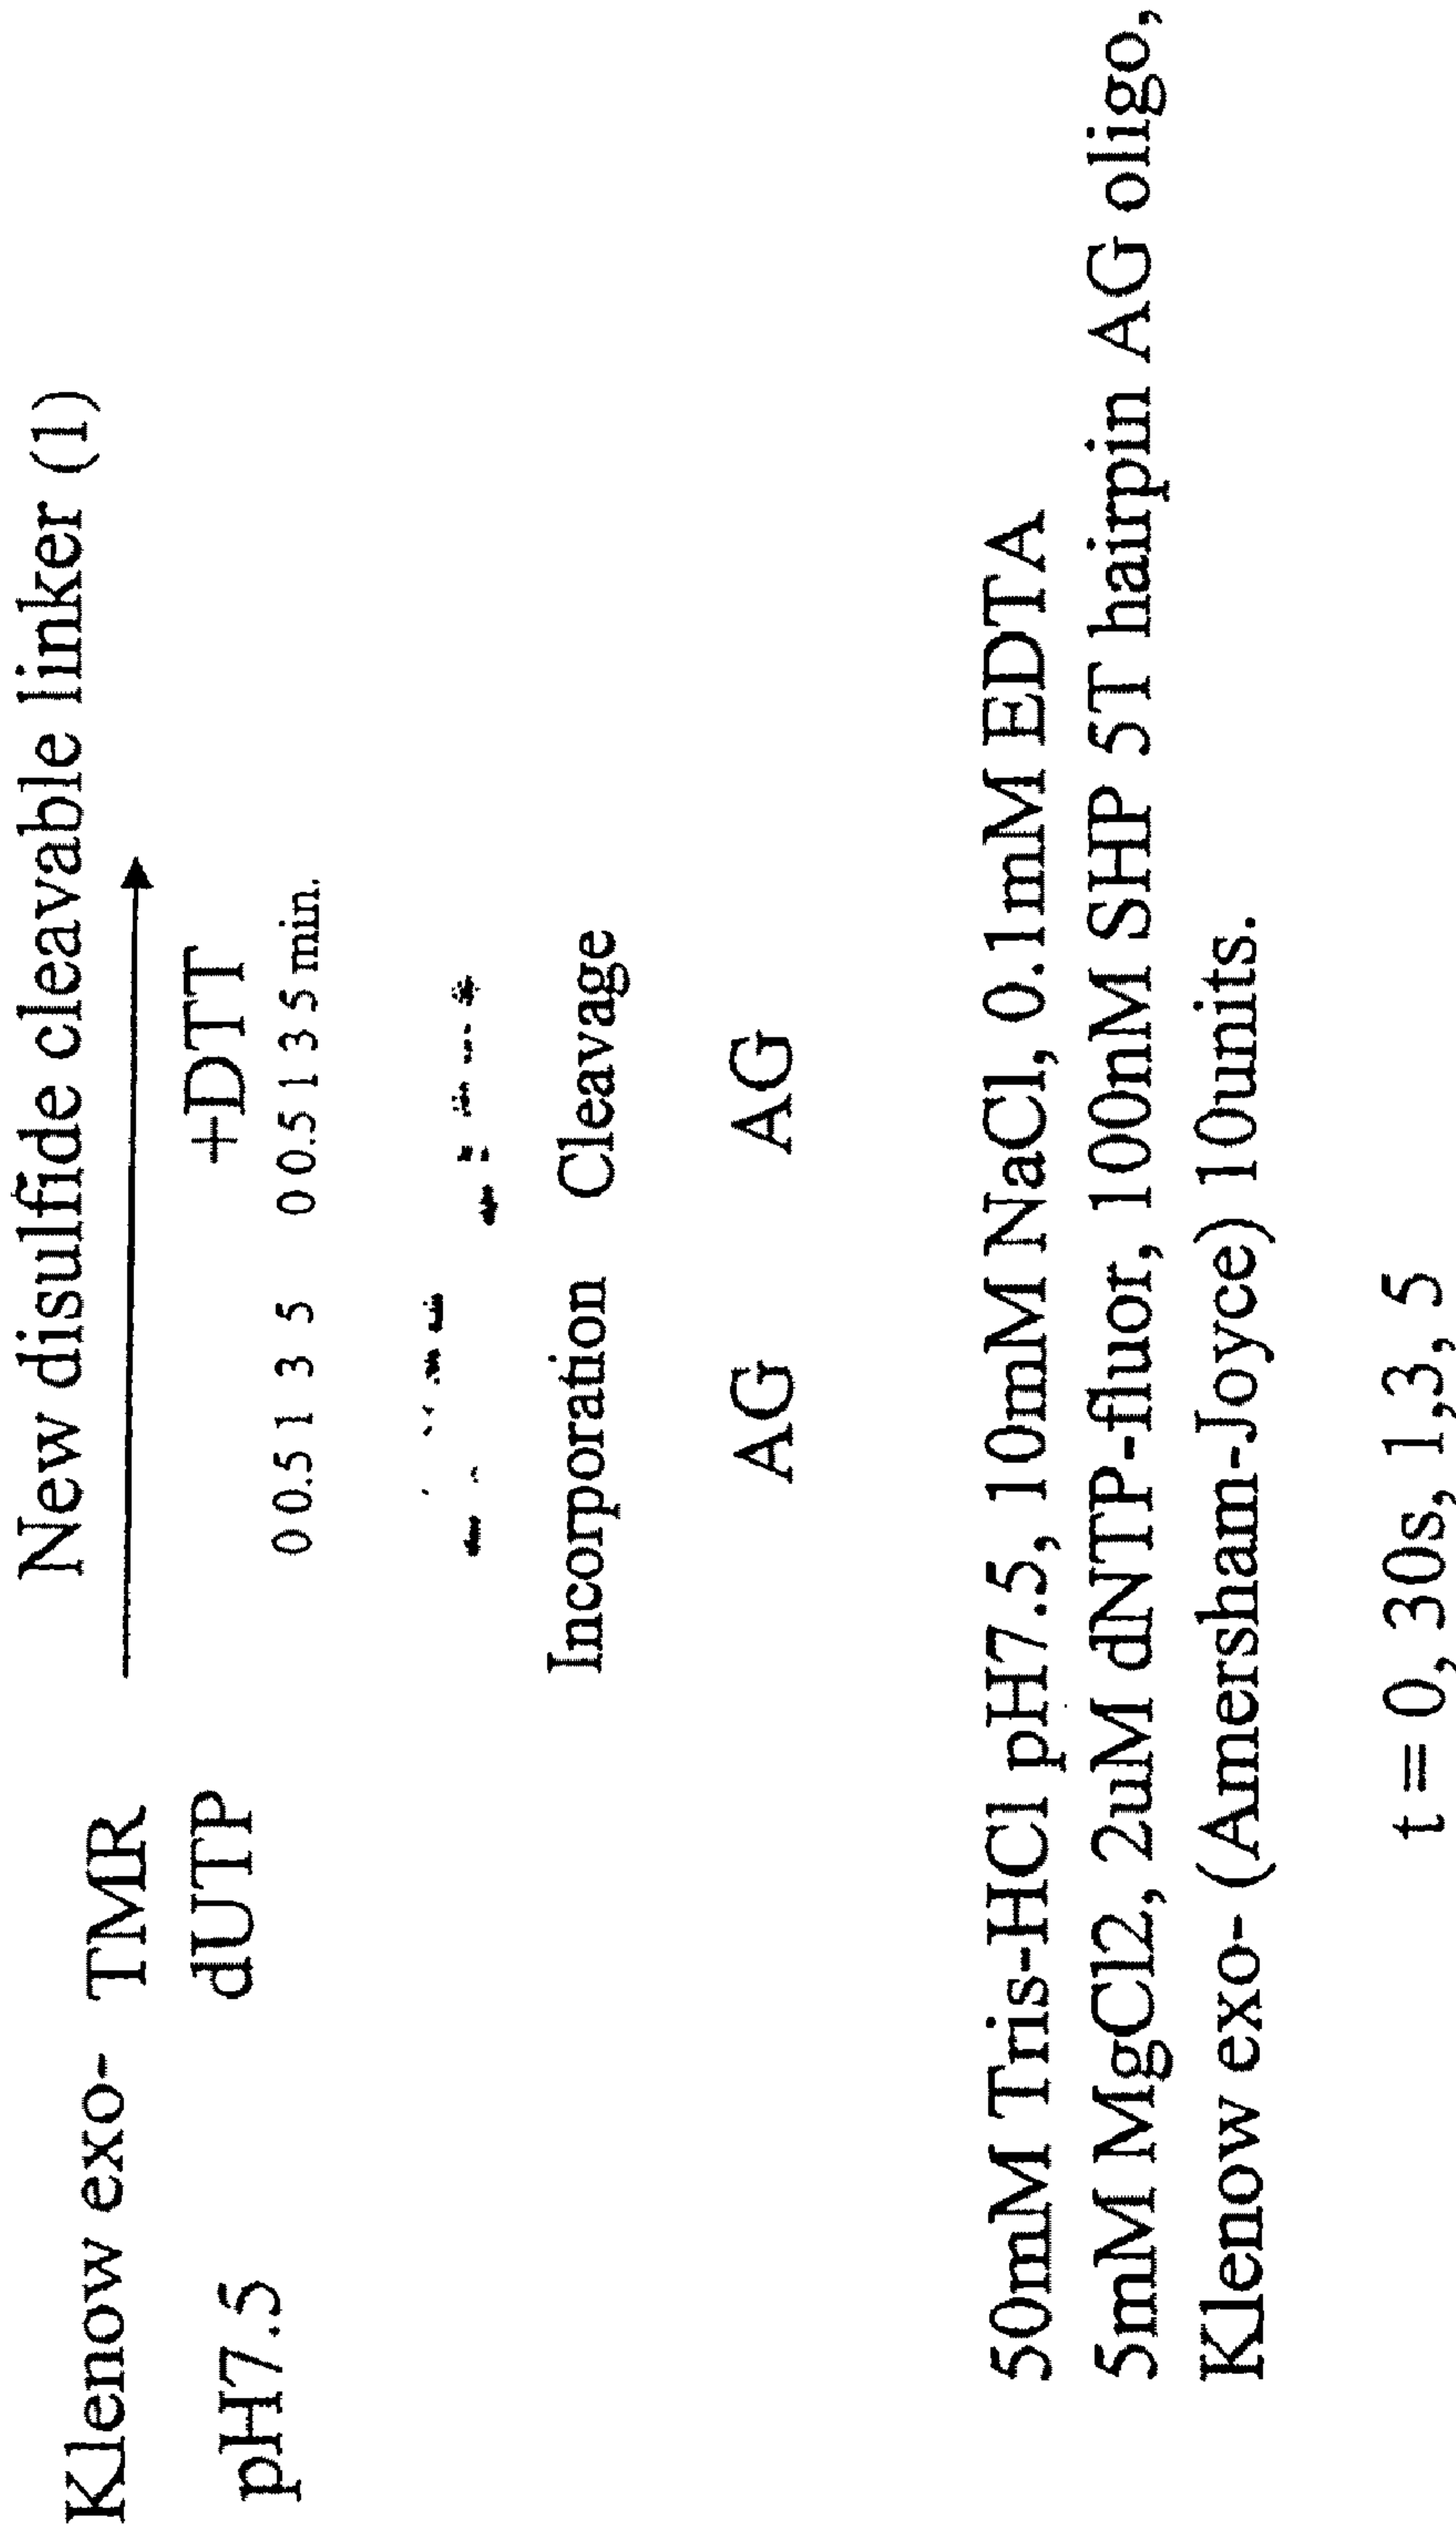 New disulfide cleavable linker (1)
Klenow exo- TMR
pH7.5 dUTP
+DTT
0 0.5 1 3 5 0 0.5 1 3 5 min.
Incorporation Cleavage
AG AG
50mM Tris-HCl pH7.5, 10mM NaCl, 0.1mM EDTA
5mM MgCl2, 2uM dNTP-fluor, 100nM SHP 5T hairpin AG oligo,
Klenow exo- (Amersham-Joyce) 10units.
t = 0, 30s, 1,3, 5